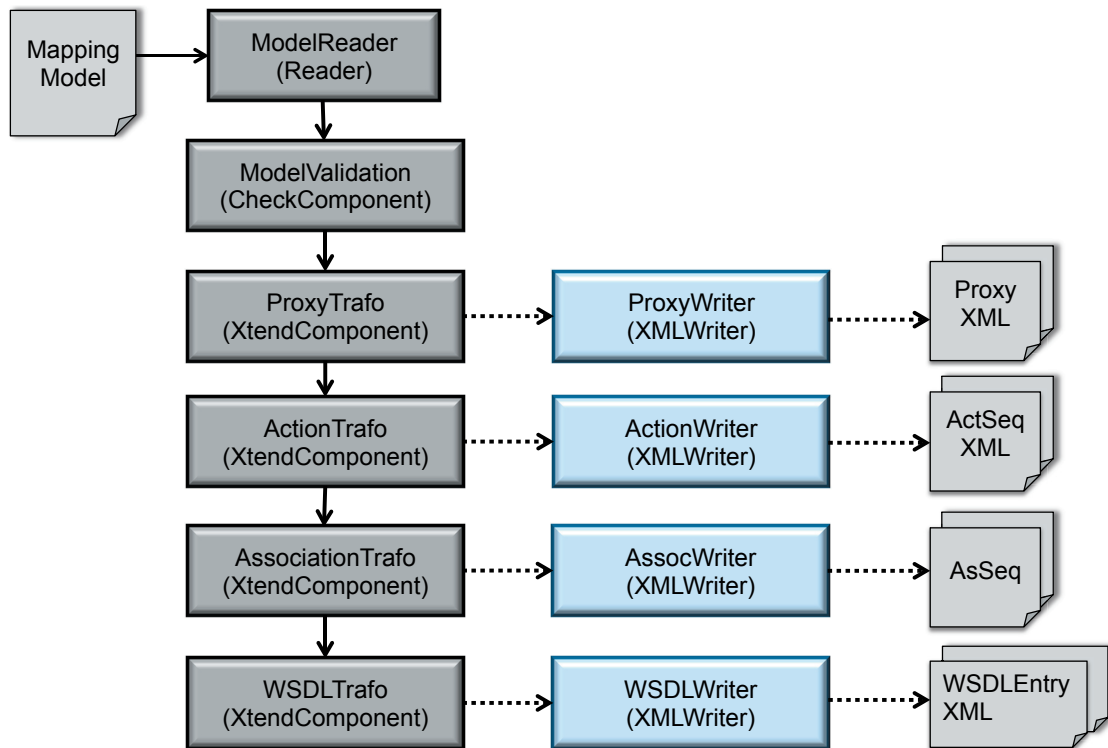 Mapping
Model
ModelReader
(Reader)
ModelValidation
(CheckComponent)
ProxyTrafo
(XtendComponent)
ProxyWriter
(XMLWriter)
Proxy
XML
ActionTrafo
(XtendComponent)
ActionWriter
(XMLWriter)
ActSeq
XML
AssociationTrafo
(XtendComponent)
AssocWriter
(XMLWriter)
AsSeq
WSDLTrafo
(XtendComponent)
WSDLWriter
(XMLWriter)
WSDLEntry
XML